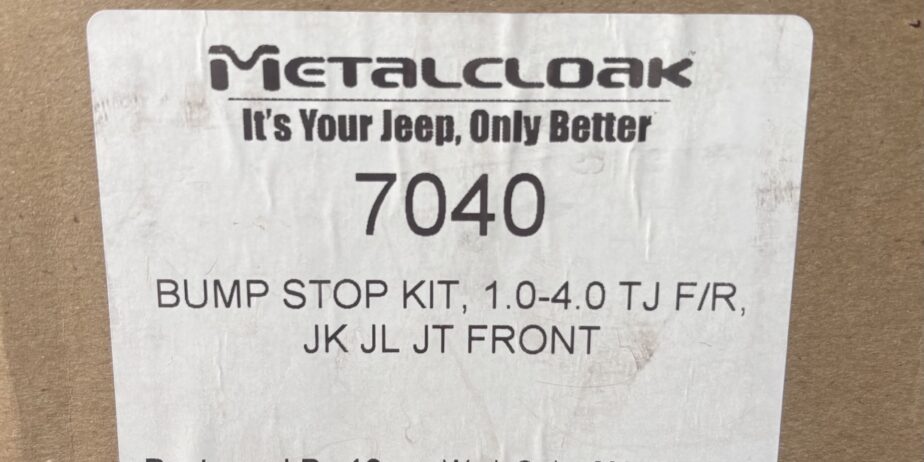 METALCLOAK
It's Your Jeep, Only Better
7040
BUMP STOP KIT, 1.0-4.0 TJ F/R,
JK JL JT FRONT